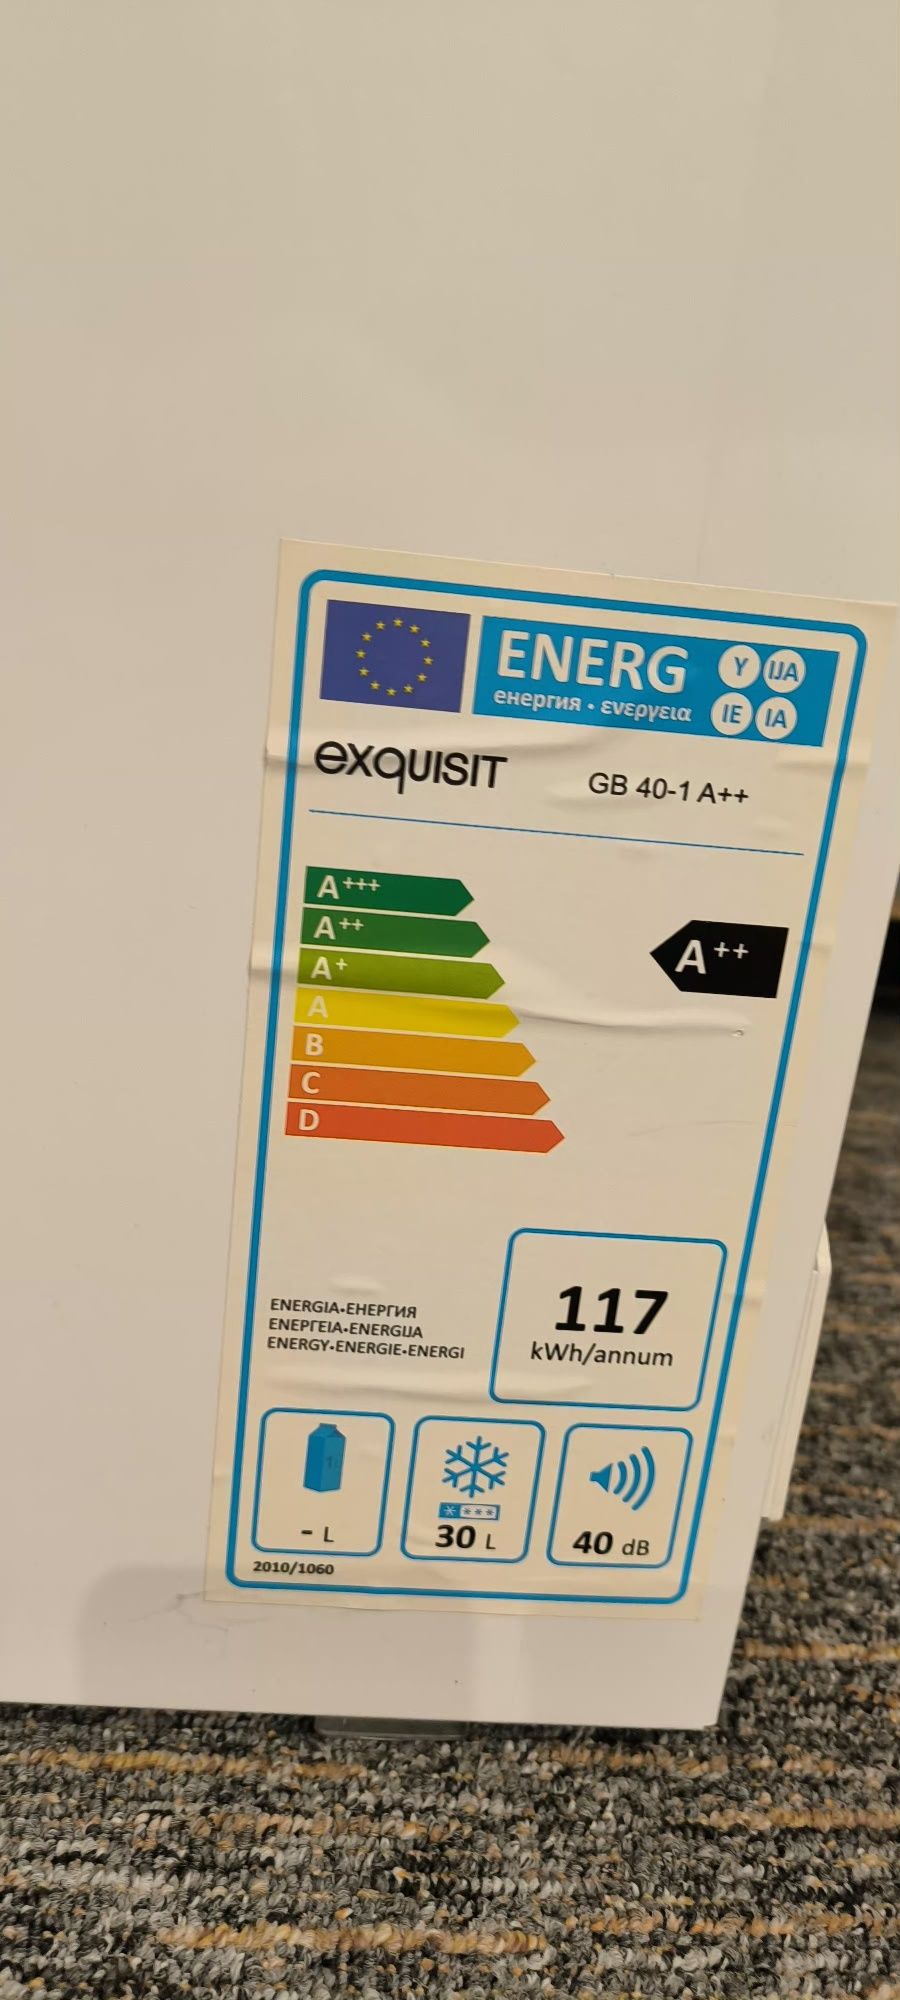 ENERG Y IJA
енергия · ενεργεια IE IA
exquisit GB 40-1 A++
A+++
A++ A++
A+
A
B
C
D
ENERGIA·ЕНЕРГИЯ
ΕΝΕΡΓΕΙΑ·ENERGIJA
ENERGY·ENERGIE·ENERGI
117
kWh/annum
1L
- L 30 L 40 dB
2010/1060